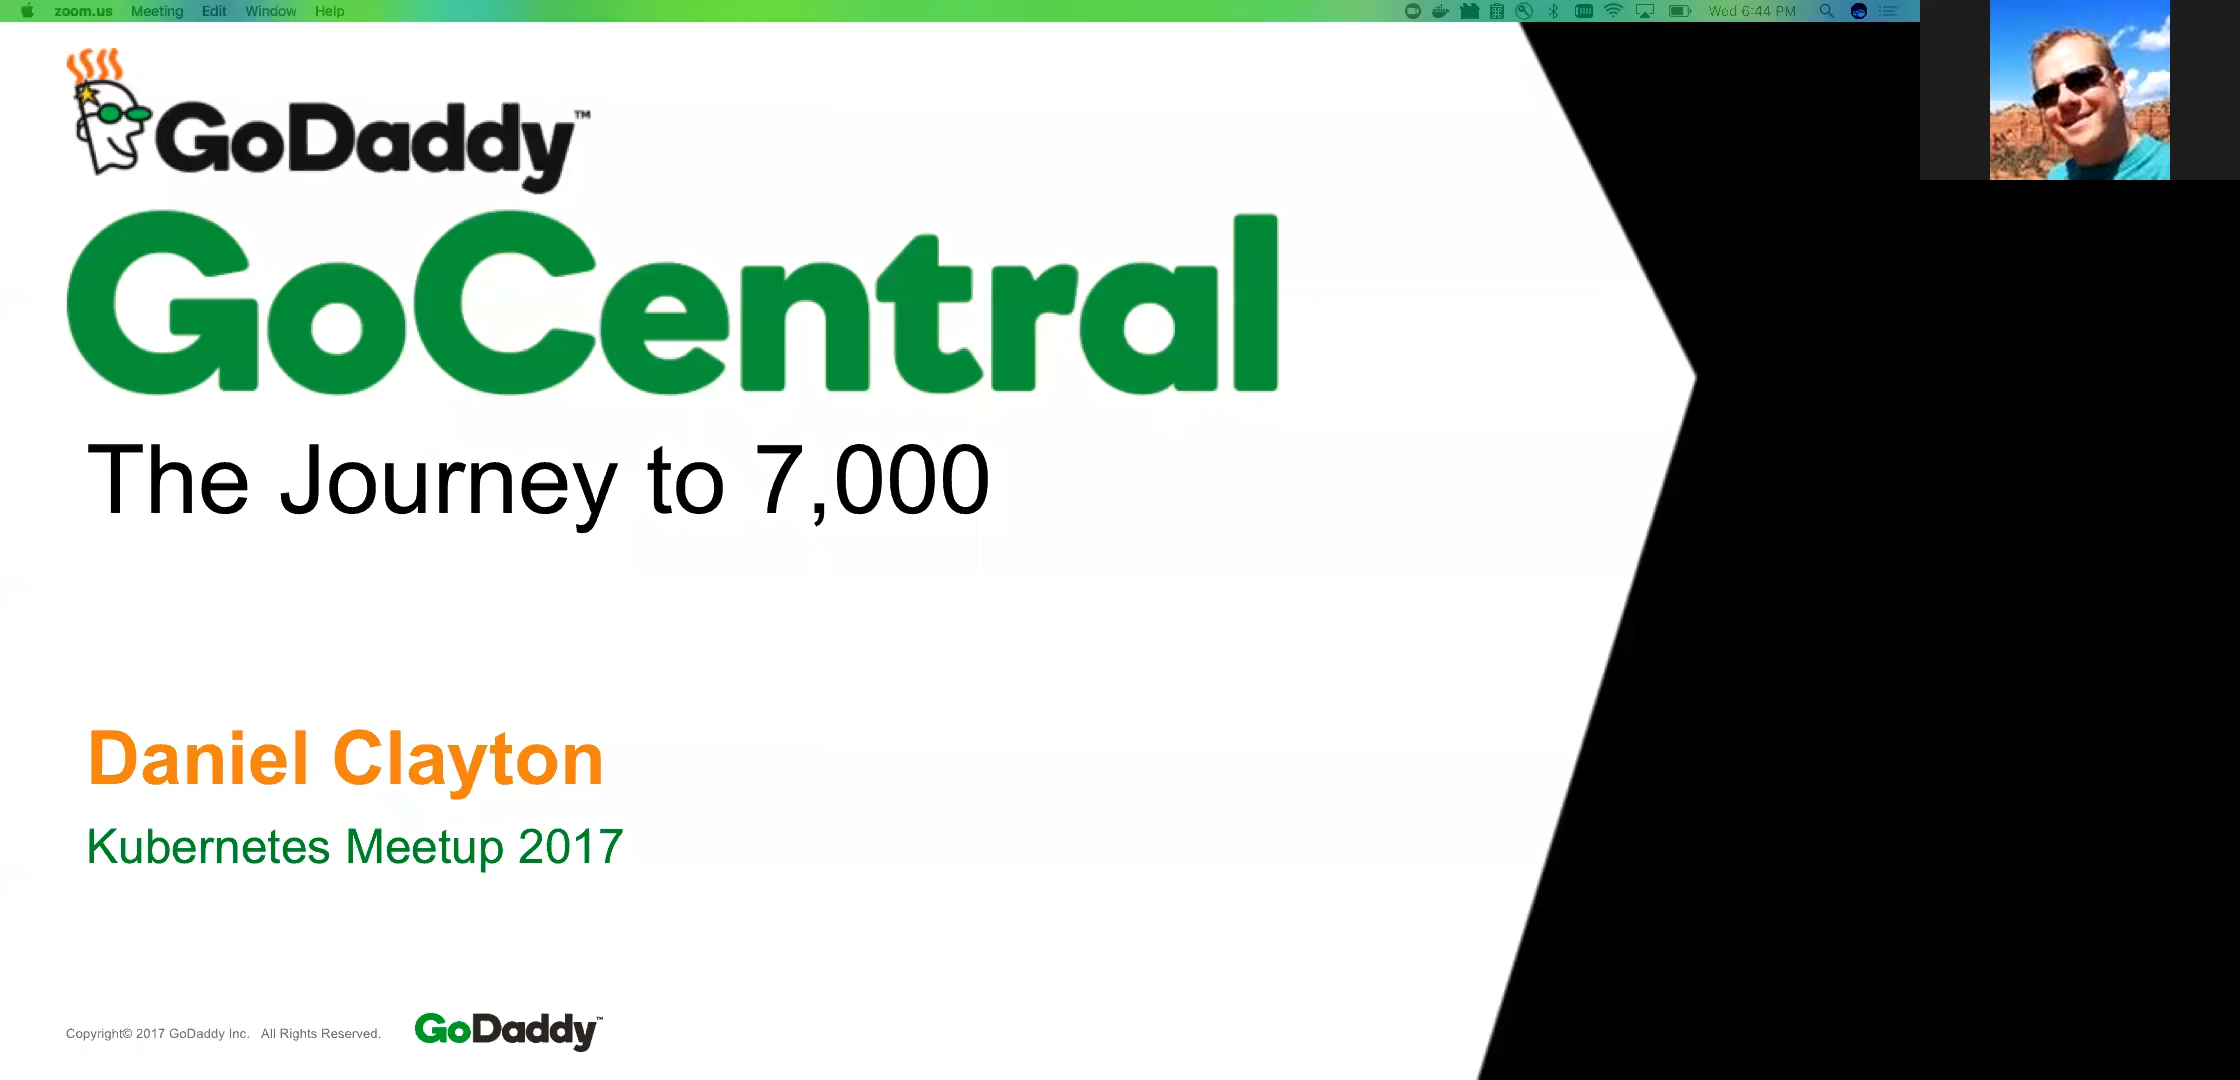 zoom.us Meeting Edit Window Help Wed 6:44 PM
GoDaddy™
GoCentral
The Journey to 7,000
Daniel Clayton
Kubernetes Meetup 2017
Copyright© 2017 GoDaddy Inc. All Rights Reserved. GoDaddy™